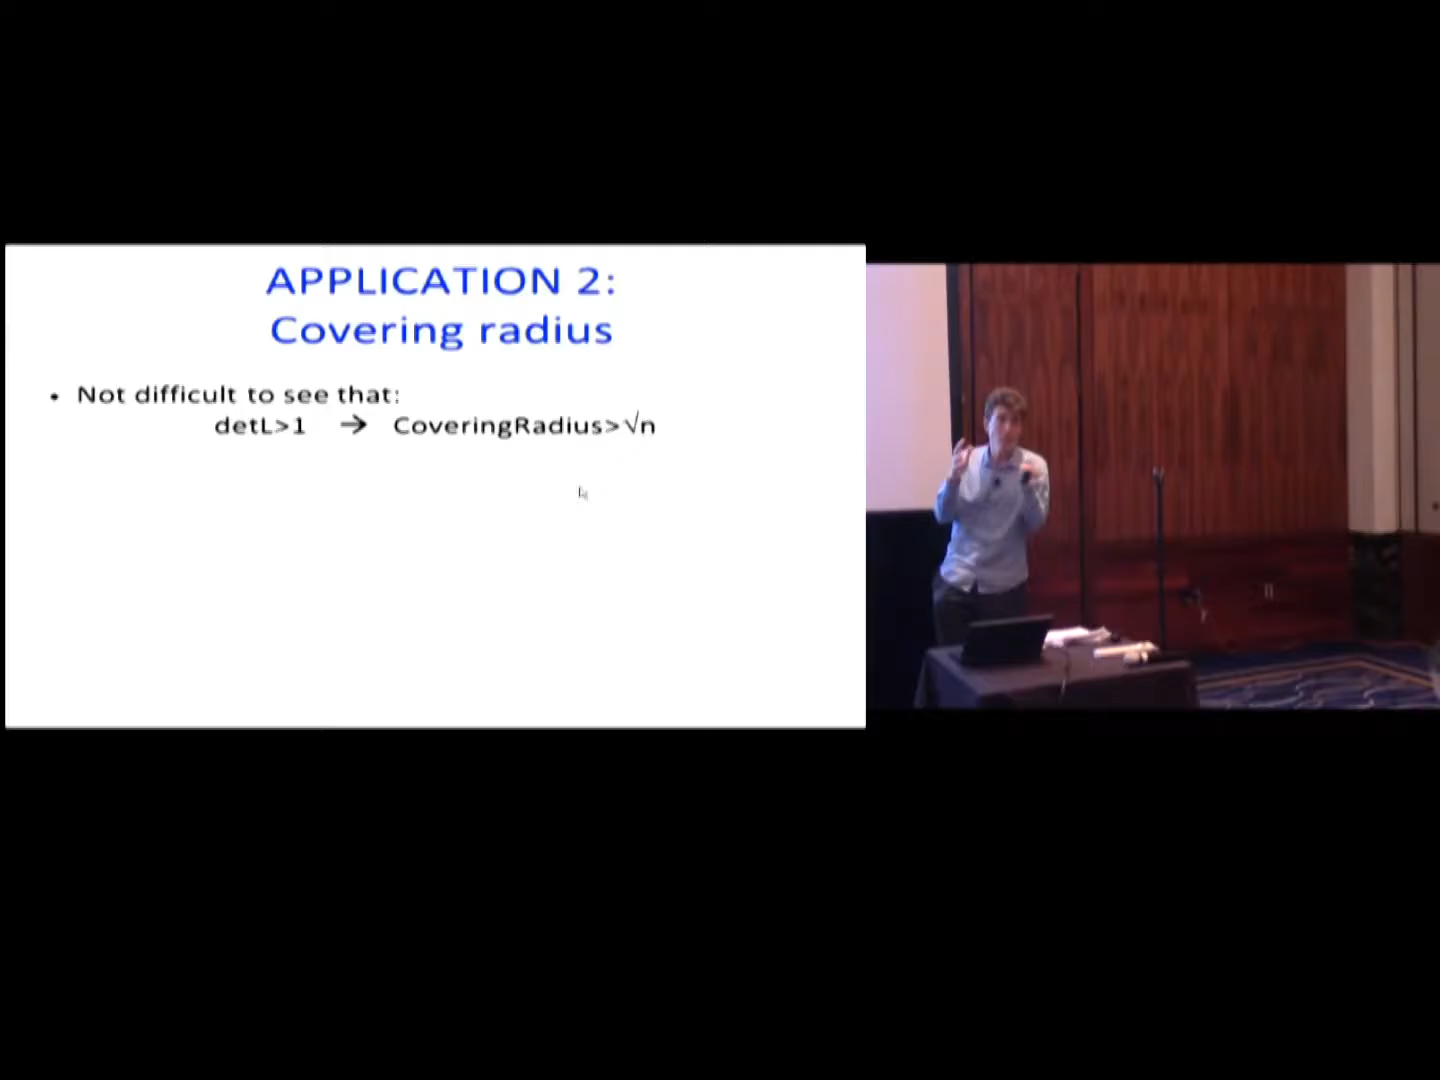 APPLICATION 2:
Covering radius
• Not difficult to see that:
detL>1 → CoveringRadius>√n